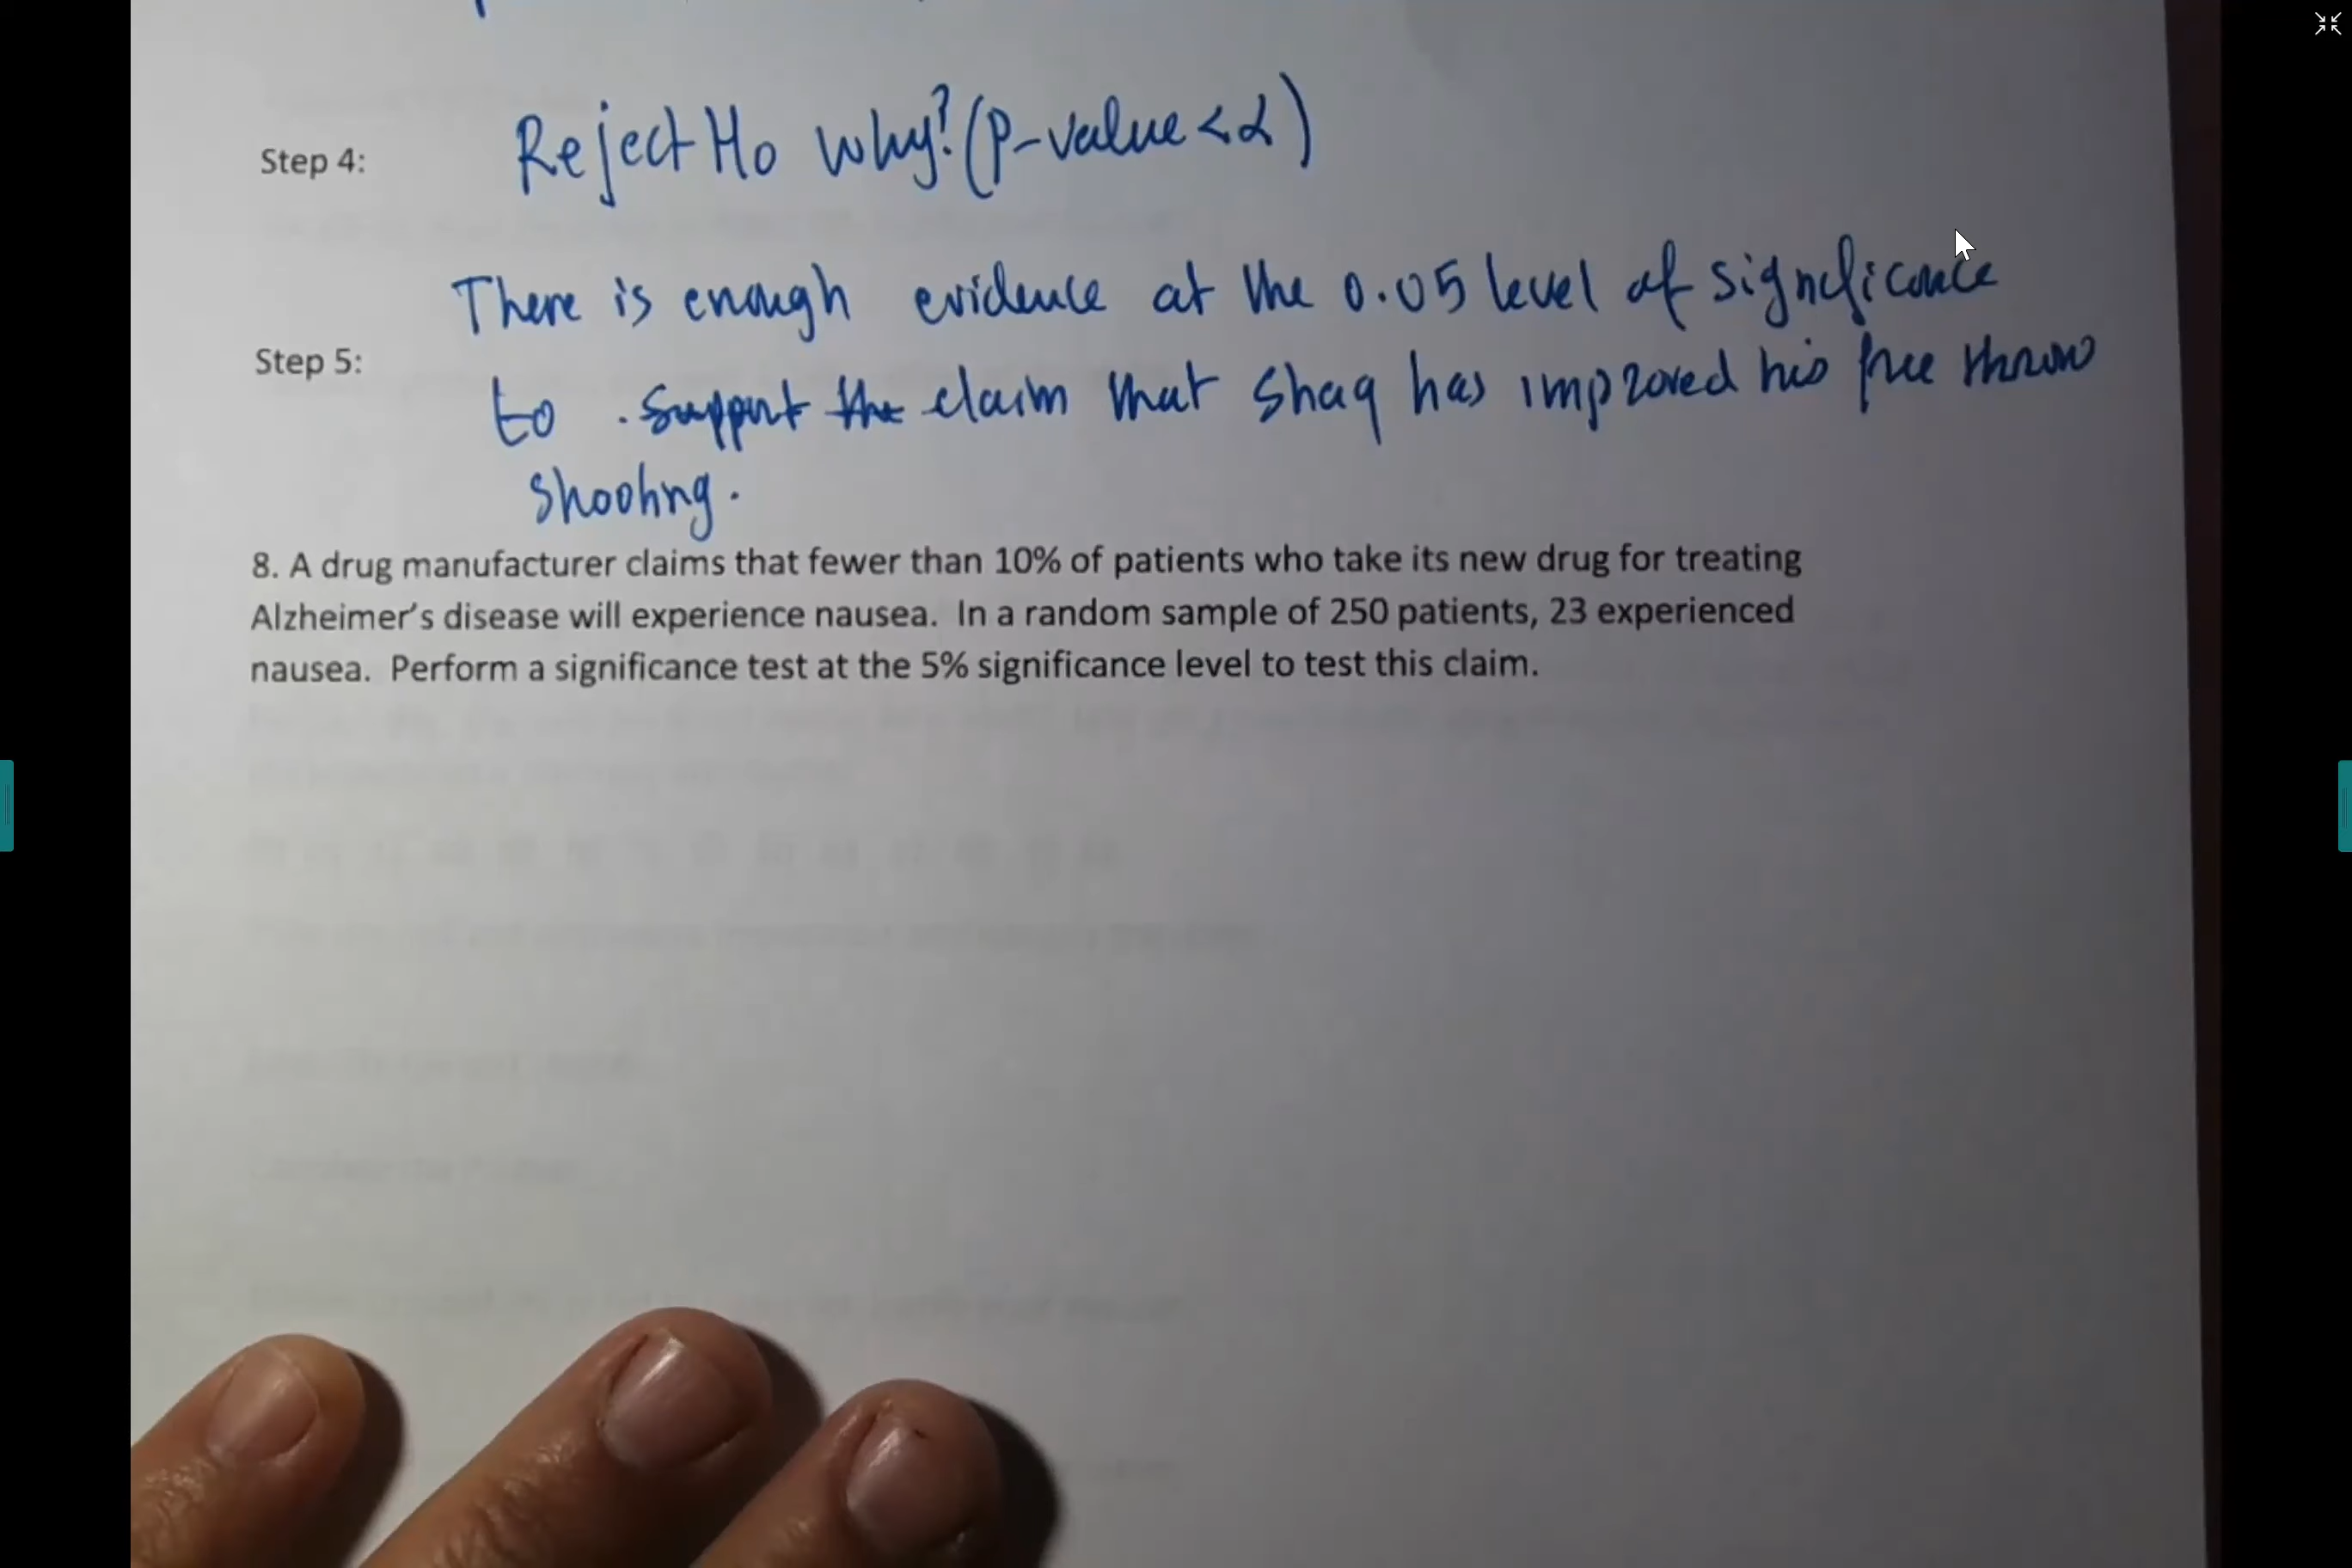 Reject Ho why? (P-value < α)
Step 4:
There is enough evidence at the 0.05 level of significance
Step 5:
to support the claim that Shaq has improved his free throw
shooting.
8. A drug manufacturer claims that fewer than 10% of patients who take its new drug for treating
Alzheimer's disease will experience nausea. In a random sample of 250 patients, 23 experienced
nausea. Perform a significance test at the 5% significance level to test this claim.